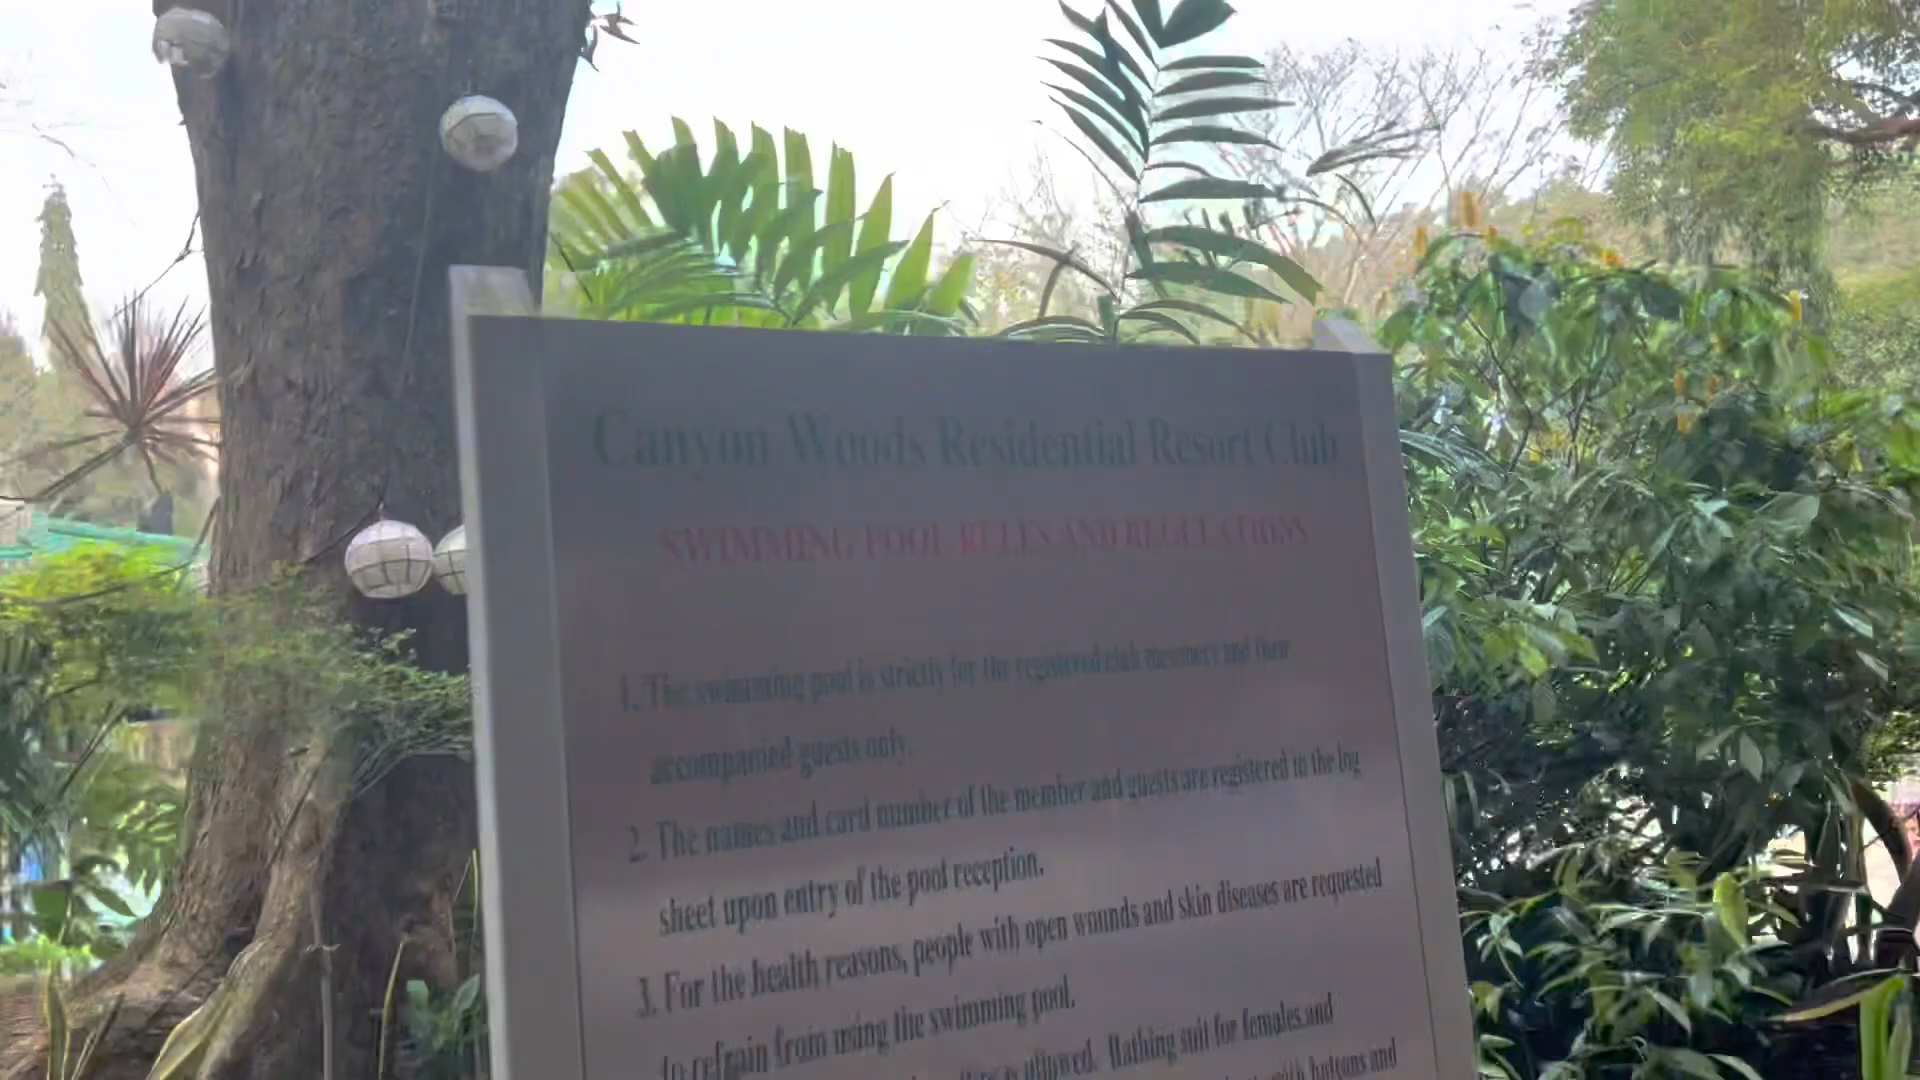 Canyon Woods Residential Resort Club
SWIMMING POOL RULES AND REGULATIONS
1. The swimming pool is strictly for the registered club members and their
accompanied guests only.
2. The names and card number of the member and guests are registered to the log
sheet upon entry of the pool reception.
3. For the health reasons, people with open wounds and skin diseases are requested
to refrain from using the swimming pool.
is allowed. Bathing suit for females and
with buttons and